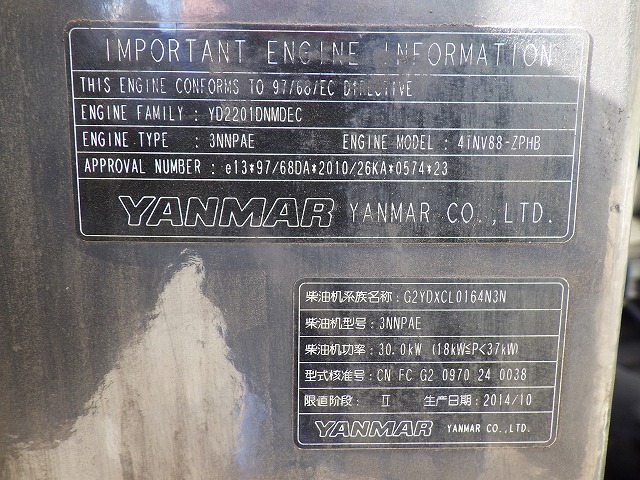 IMPORTANT ENGINE INFORMATION
THIS ENGINE CONFORMS TO 97/68/EC DIRECTIVE
ENGINE FAMILY : YD2201DNMDEC
ENGINE TYPE : 3NNPAE ENGINE MODEL : 4TNV88-ZPHB
APPROVAL NUMBER : e13*97/68DA*2010/26KA*0574*23
YANMAR YANMAR CO.,LTD.
柴油机系族名称: G2YDXCL0164N3N
柴油机型号: 3NNPAE
柴油机功率: 30.0kW (18kW≦P<37kW)
型式核准号: CN FC G2 0970 24 0038
限值阶段: Ⅱ 生产日期: 2014/10
YANMAR YANMAR CO.,LTD.